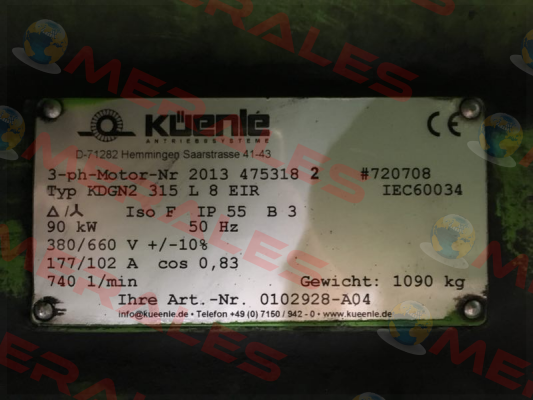 KÜENLE
ANTRIEBSSYSTEME
CE
D-71282 Hemmingen Saarstrasse 41-43
3-ph-Motor-Nr 2013 475318 2 #720708
Typ KDGN2 315 L 8 EIR IEC60034
Δ/⅄ Iso F IP 55 B 3
90 kW 50 Hz
380/660 V +/-10%
177/102 A cos 0,83
740 1/min Gewicht: 1090 kg
Ihre Art.-Nr. 0102928-A04
info@kueenle.de • Telefon +49 (0) 7150 / 942 - 0 • www.kueenle.de
MERALES